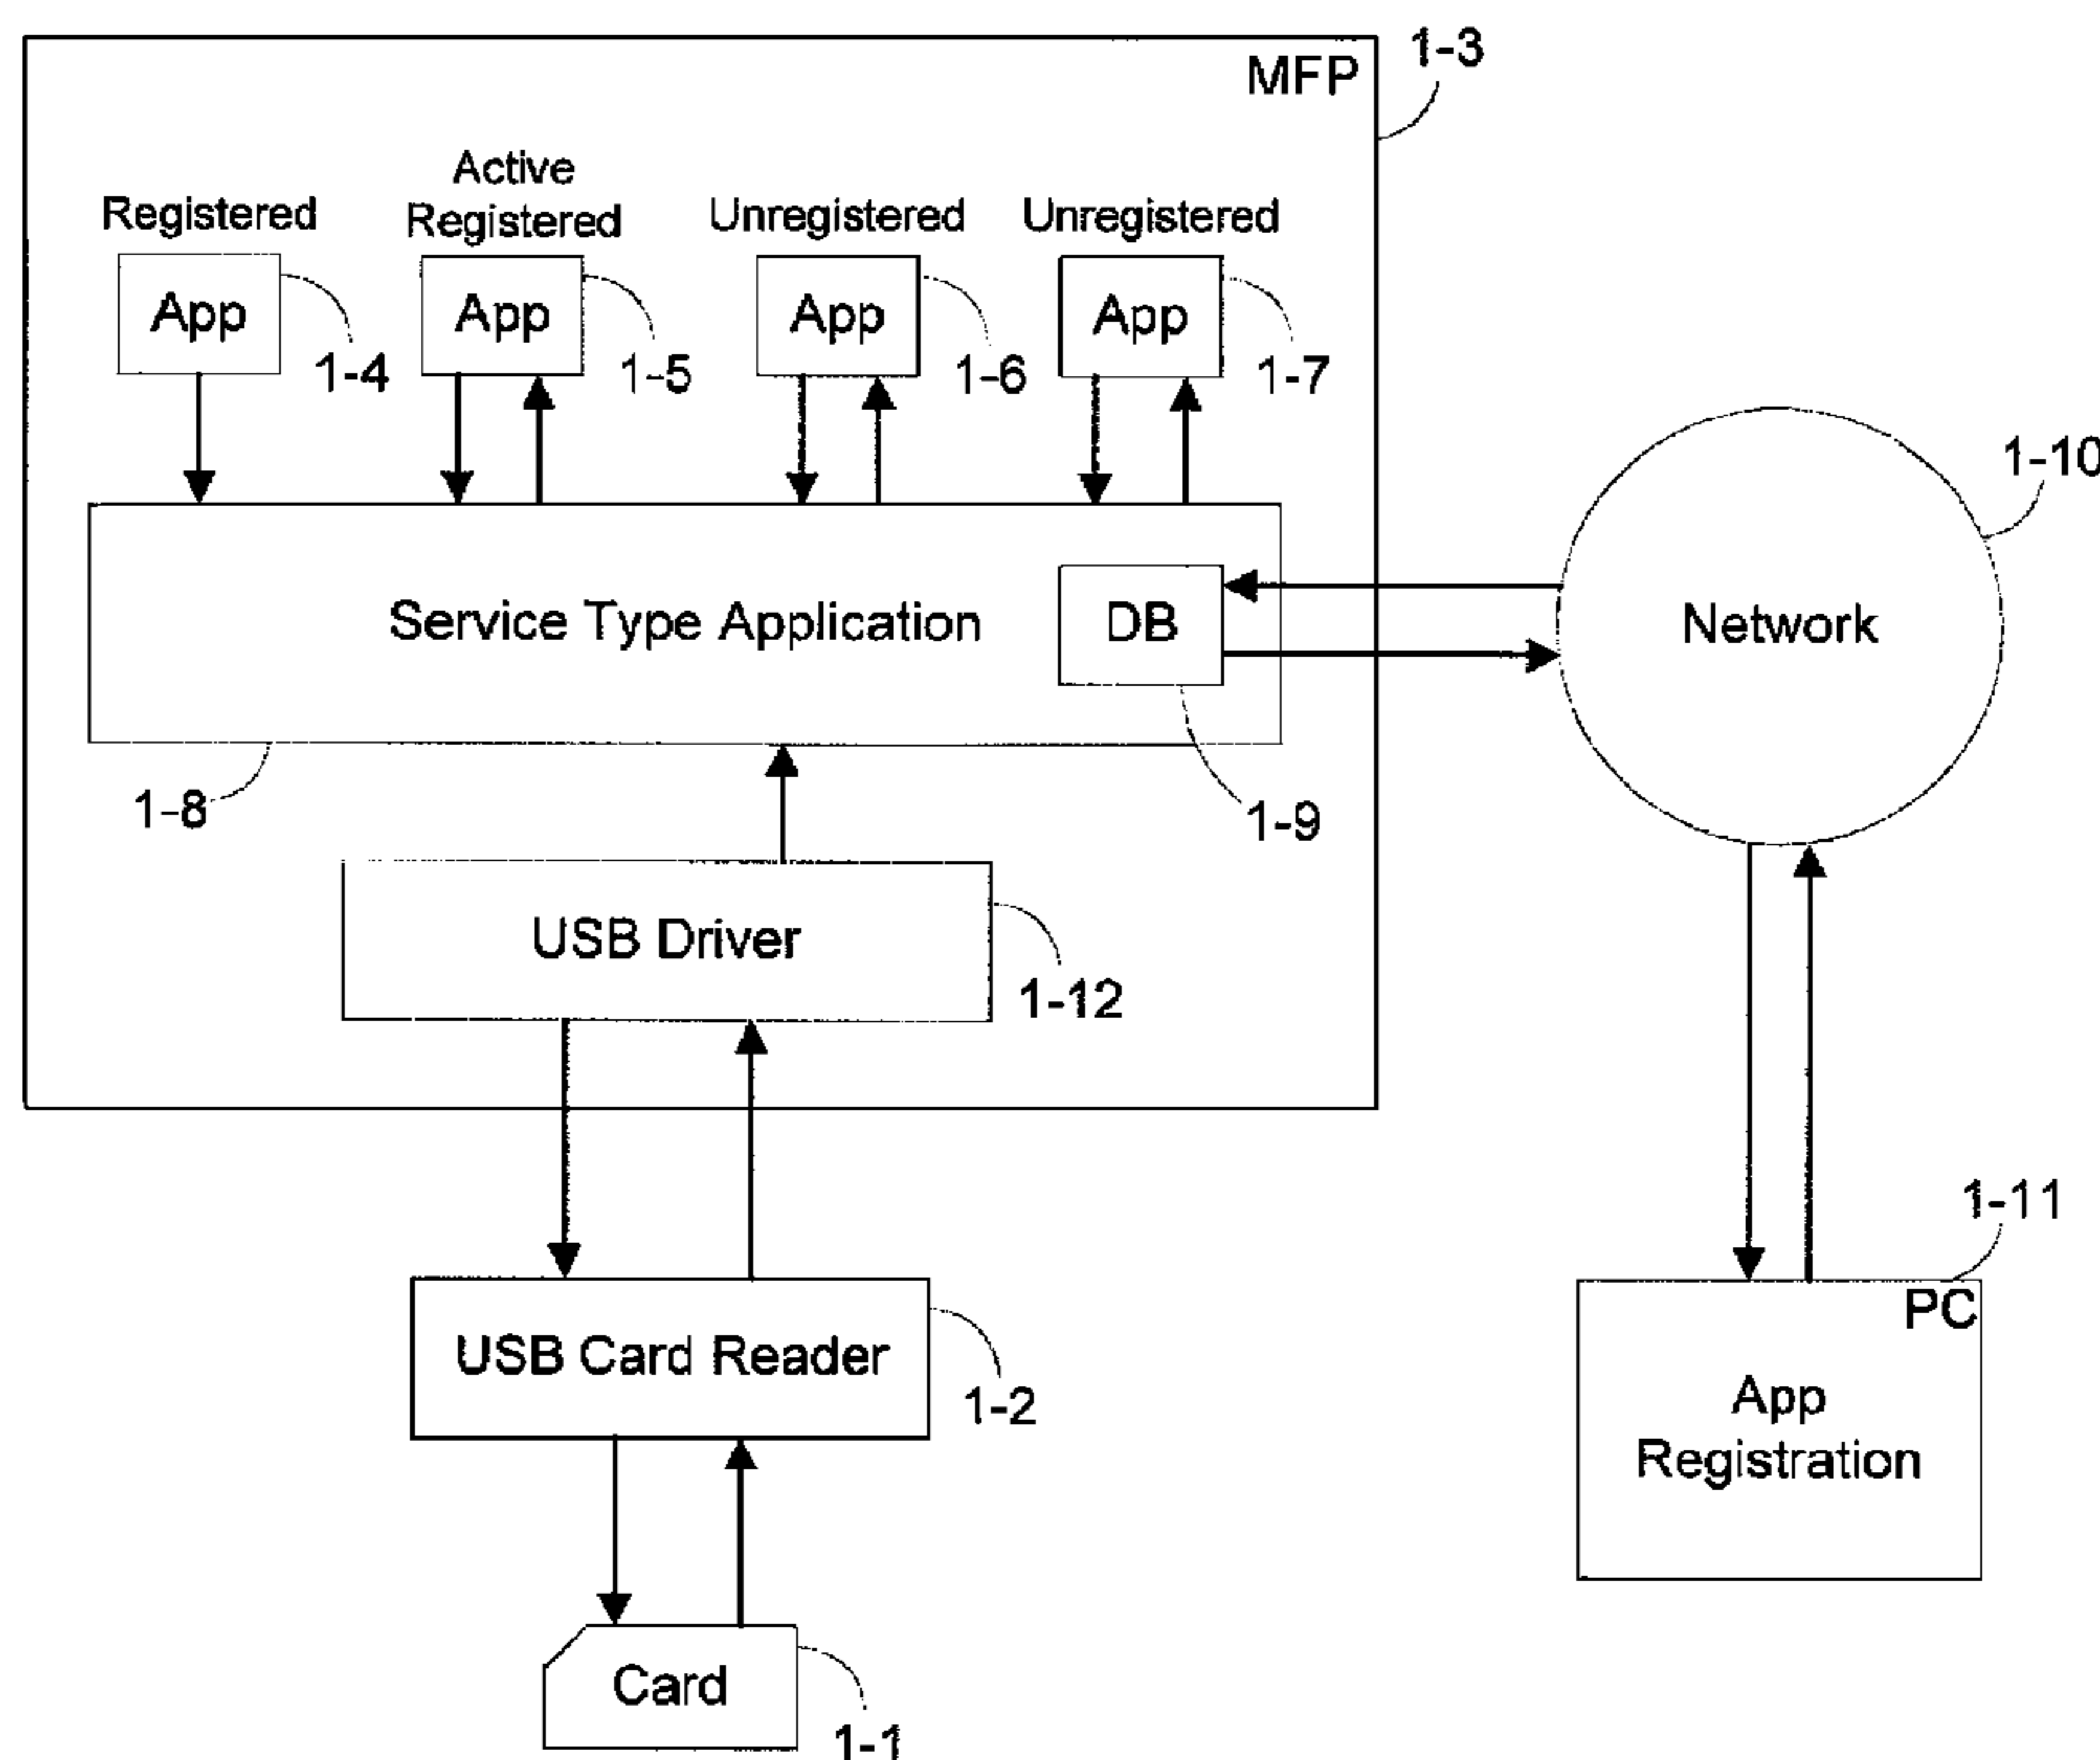 1-3
MFP
Active
Registered
Registered
Unregistered
Unregistered
App
App
App
App
1-4
1-5
1-6
1-7
1-10
Service Type Application
DB
Network
1-8
1-9
USB Driver
1-12
1-11
PC
USB Card Reader
1-2
App
Registration
Card
1-1